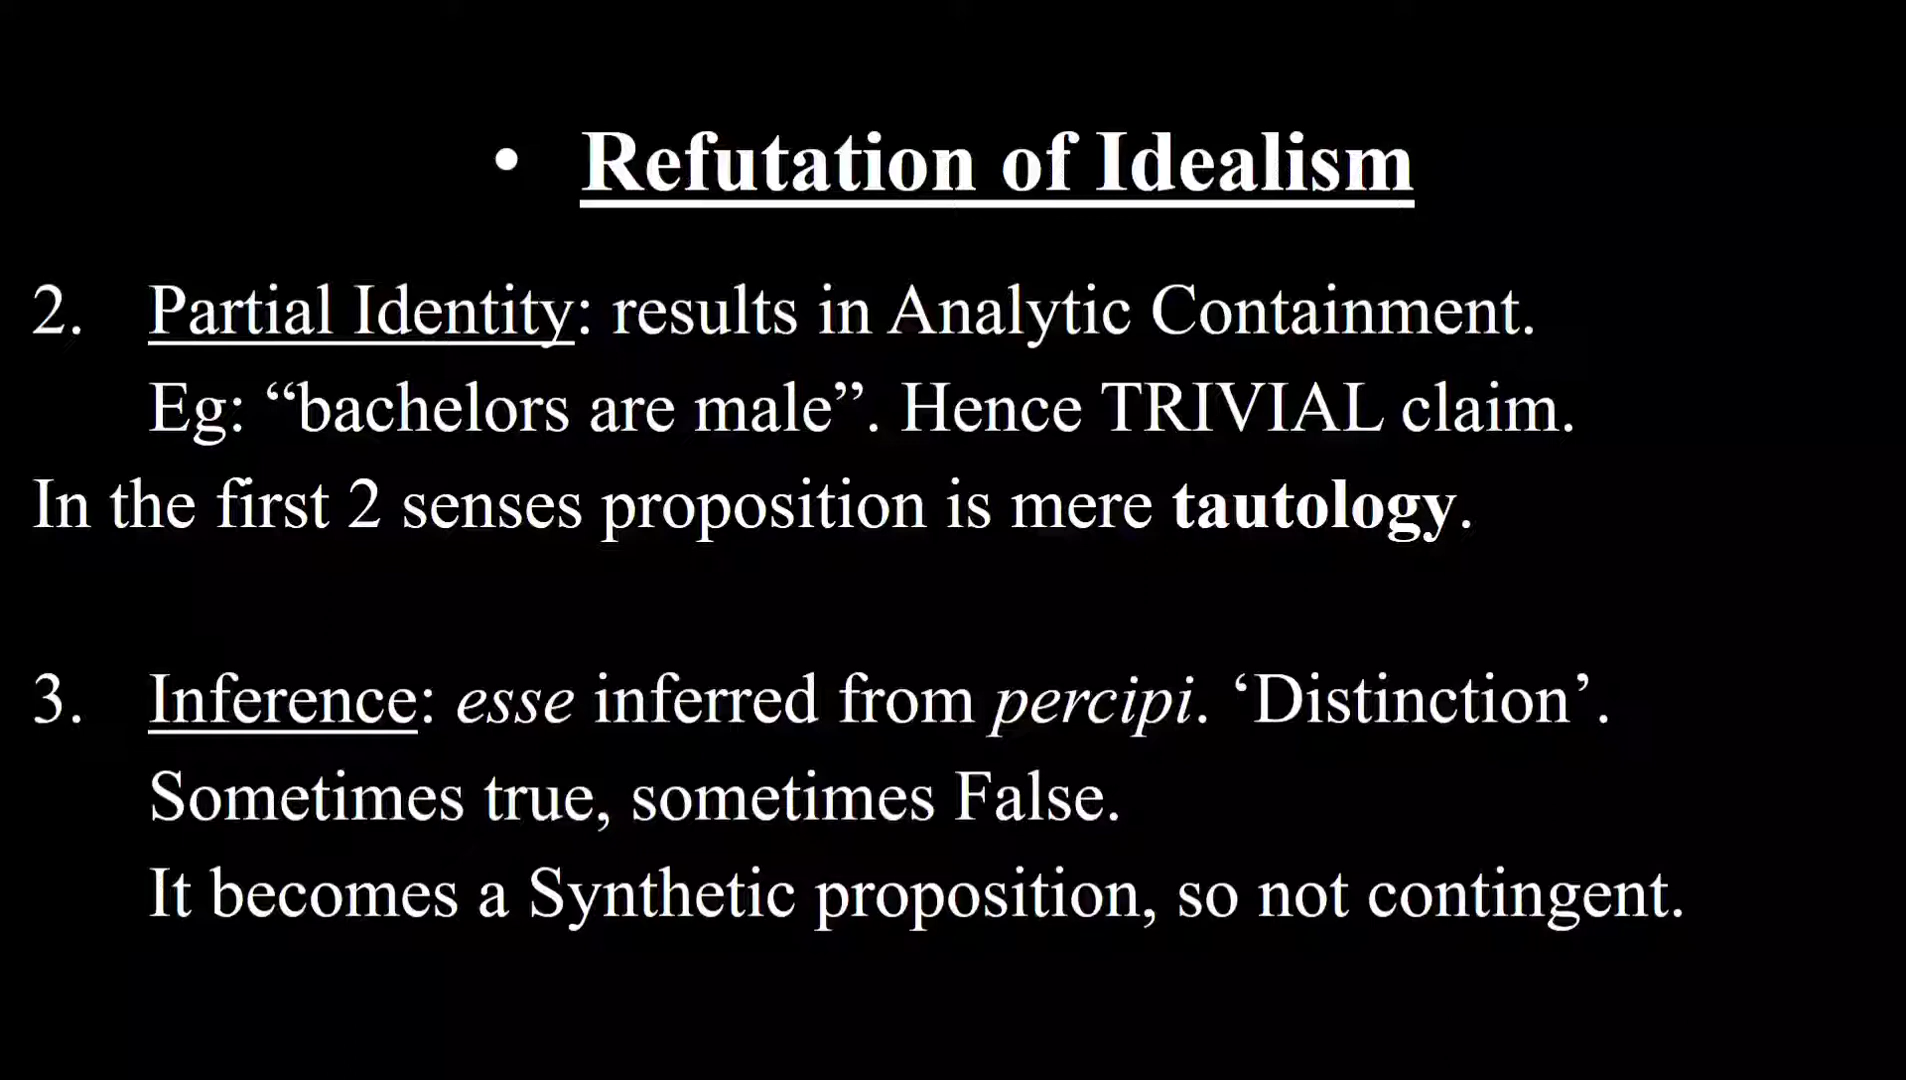 • Refutation of Idealism
2. Partial Identity: results in Analytic Containment.
Eg: “bachelors are male”. Hence TRIVIAL claim.
In the first 2 senses proposition is mere tautology.
3. Inference: esse inferred from percipi. ‘Distinction’.
Sometimes true, sometimes False.
It becomes a Synthetic proposition, so not contingent.